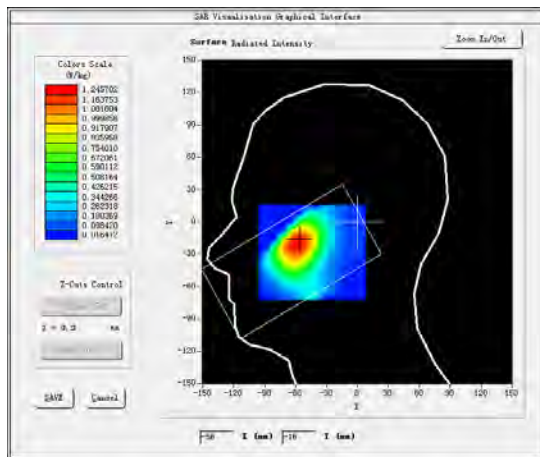 SAR Visualisation Graphical Interface
Surface Radiated Intensity
Zoom In/Out
Colors Scale
(W/kg)
1.245702
1.163753
1.081804
0.999856
0.917907
0.835958
0.754010
0.672061
0.590112
0.508164
0.426215
0.344266
0.262318
0.180369
0.098420
0.016472
150
120
90
60
30
0
-30
-60
-90
-120
-150
-150 -120 -90 -60 -30 0 30 60 90 120 150
Z-Cuts Control
mm
SAVE Cancel
-56 X (mm) -16 Y (mm)